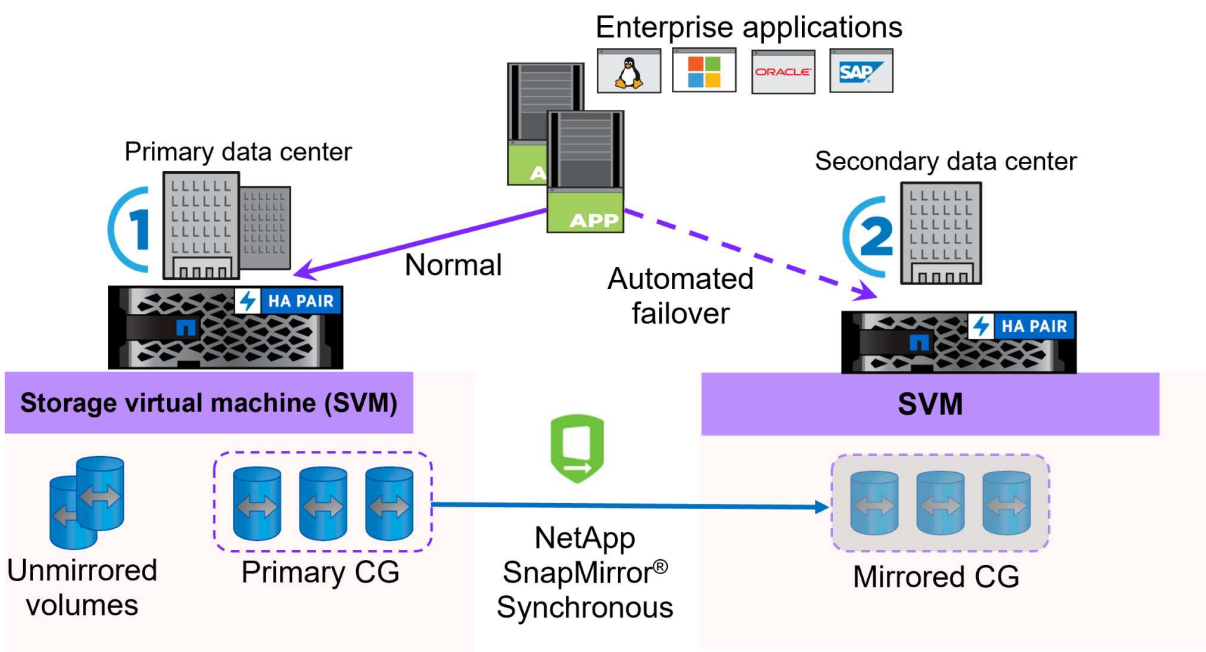 Enterprise applications
ORACLE
SAP
Primary data center
Secondary data center
1
2
A
APP
Normal
Automated
failover
HA PAIR
HA PAIR
Storage virtual machine (SVM)
SVM
NetApp
SnapMirror®
Synchronous
Unmirrored
volumes
Primary CG
Mirrored CG